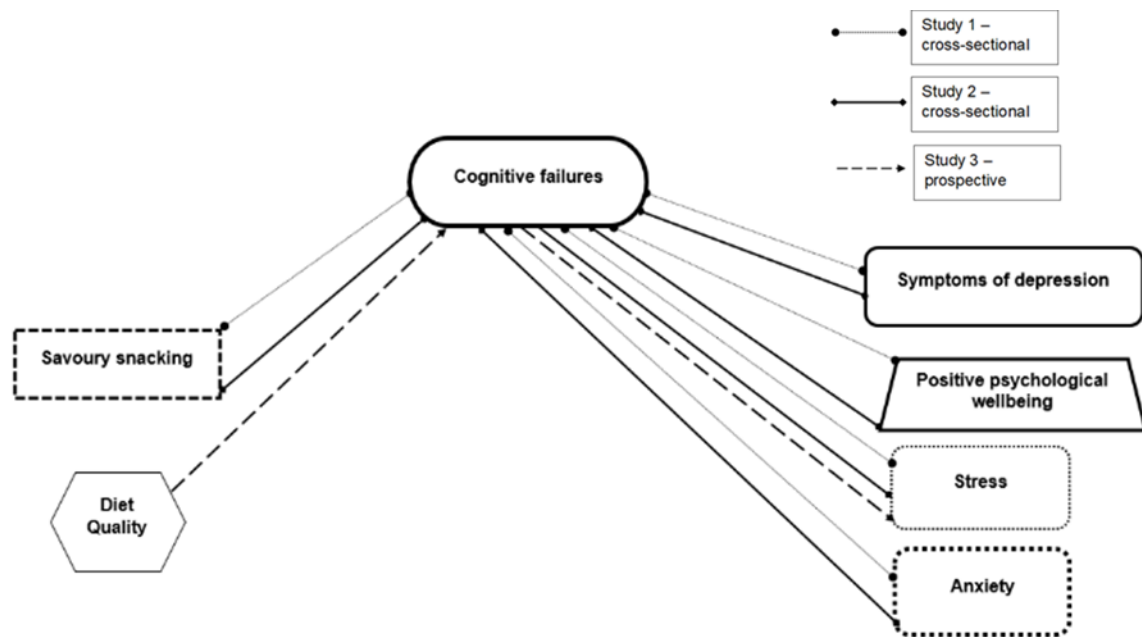 Study 1 –
cross-sectional
Study 2 –
cross-sectional
Study 3 –
prospective
Cognitive failures
Symptoms of depression
Savoury snacking
Positive psychological
wellbeing
Stress
Diet
Quality
Anxiety